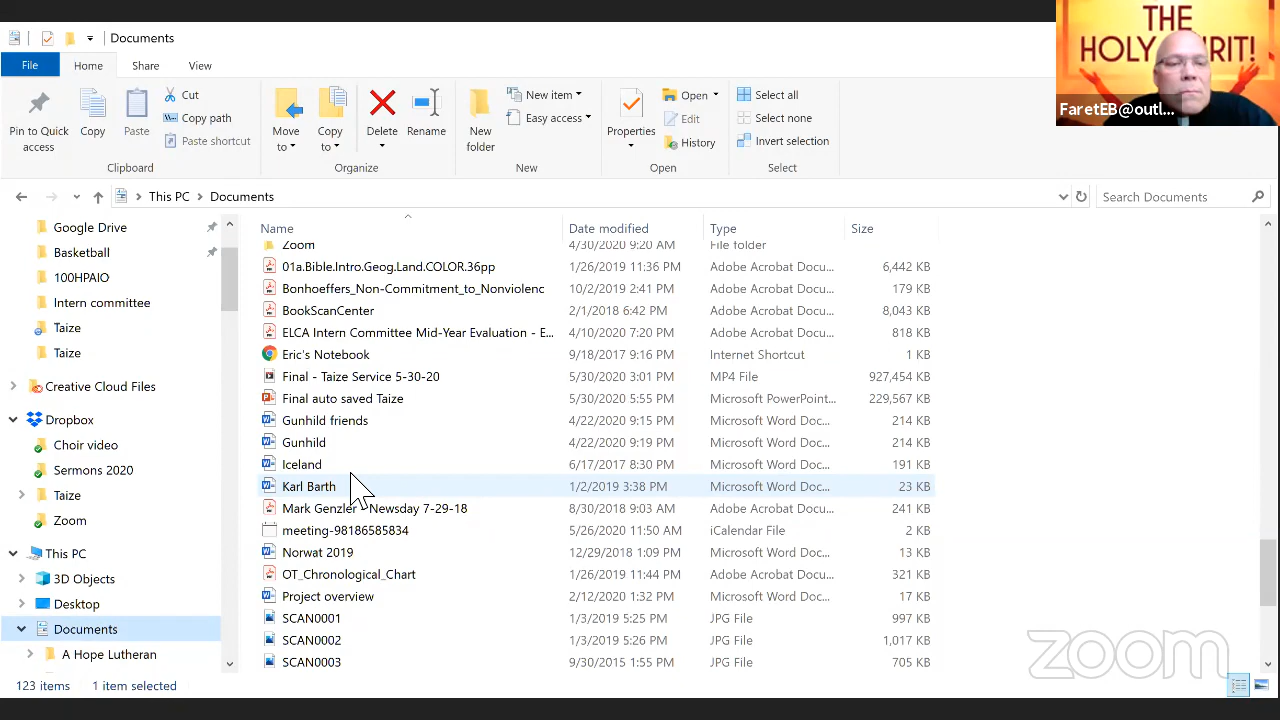 Documents
File
Home
Share
View
THE
HOLY SPIRIT!
FaretEB@outl...
Pin to Quick access
Copy
Paste
Cut
Copy path
Paste shortcut
Clipboard
Move to
Copy to
Delete
Rename
Organize
New folder
New item
Easy access
New
Properties
Open
Edit
History
Open
Select all
Select none
Invert selection
Select
This PC > Documents
Search Documents
Google Drive
Basketball
100HPAIO
Intern committee
Taize
Taize
Creative Cloud Files
Dropbox
Choir video
Sermons 2020
Taize
Zoom
This PC
3D Objects
Desktop
Documents
A Hope Lutheran
Name Date modified Type Size
Zoom 4/30/2020 9:20 AM File folder
01a.Bible.Intro.Geog.Land.COLOR.36pp 1/26/2019 11:36 PM Adobe Acrobat Docu... 6,442 KB
Bonhoeffers_Non-Commitment_to_Nonviolenc 10/2/2019 2:41 PM Adobe Acrobat Docu... 179 KB
BookScanCenter 2/1/2018 6:42 PM Adobe Acrobat Docu... 8,043 KB
ELCA Intern Committee Mid-Year Evaluation - E... 4/10/2020 7:20 PM Adobe Acrobat Docu... 818 KB
Eric's Notebook 9/18/2017 9:16 PM Internet Shortcut 1 KB
Final - Taize Service 5-30-20 5/30/2020 3:01 PM MP4 File 927,454 KB
Final auto saved Taize 5/30/2020 5:55 PM Microsoft PowerPoint... 229,567 KB
Gunhild friends 4/22/2020 9:15 PM Microsoft Word Doc... 214 KB
Gunhild 4/22/2020 9:19 PM Microsoft Word Doc... 214 KB
Iceland 6/17/2017 8:30 PM Microsoft Word Doc... 191 KB
Karl Barth 1/2/2019 3:38 PM Microsoft Word Doc... 23 KB
Mark Genzler - Newsday 7-29-18 8/30/2018 9:03 AM Adobe Acrobat Docu... 241 KB
meeting-98186585834 5/26/2020 11:50 AM iCalendar File 2 KB
Norwat 2019 12/29/2018 1:09 PM Microsoft Word Doc... 13 KB
OT_Chronological_Chart 1/26/2019 11:44 PM Adobe Acrobat Docu... 321 KB
Project overview 2/12/2020 1:32 PM Microsoft Word Doc... 17 KB
SCAN0001 1/3/2019 5:25 PM JPG File 997 KB
SCAN0002 1/3/2019 5:26 PM JPG File 1,017 KB
SCAN0003 9/30/2015 1:55 PM JPG File 705 KB
zoom
123 items 1 item selected